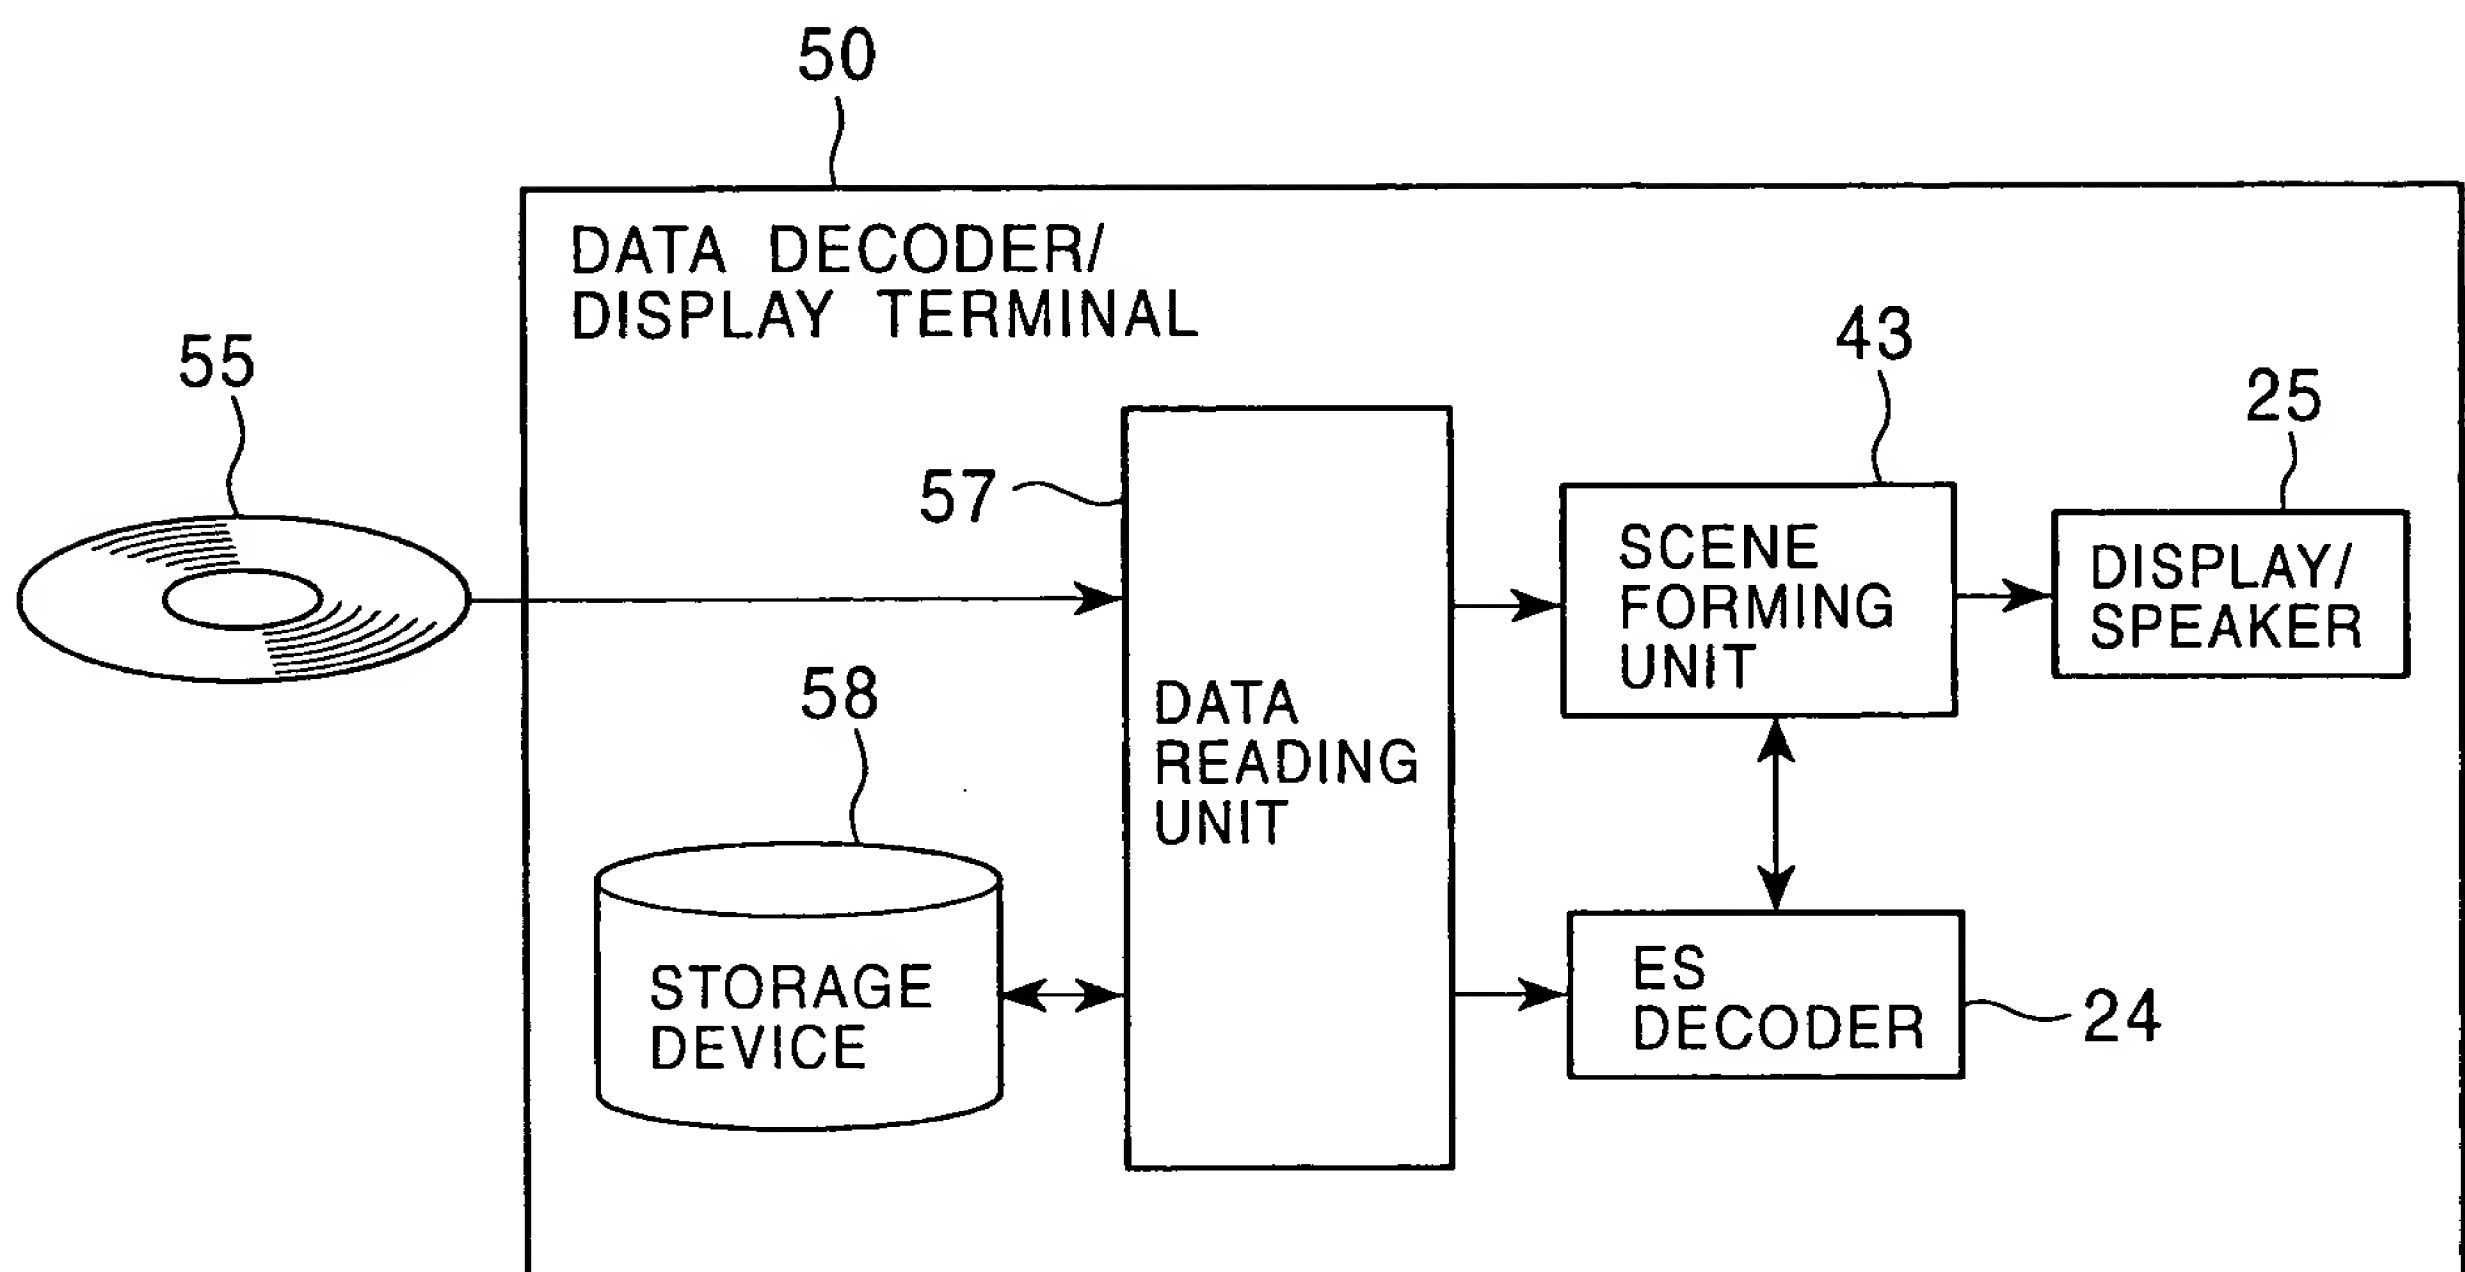 50
DATA DECODER/
DISPLAY TERMINAL
55
43
25
57
SCENE
FORMING
UNIT
DISPLAY/
SPEAKER
58
DATA
READING
UNIT
STORAGE
DEVICE
ES
DECODER
24